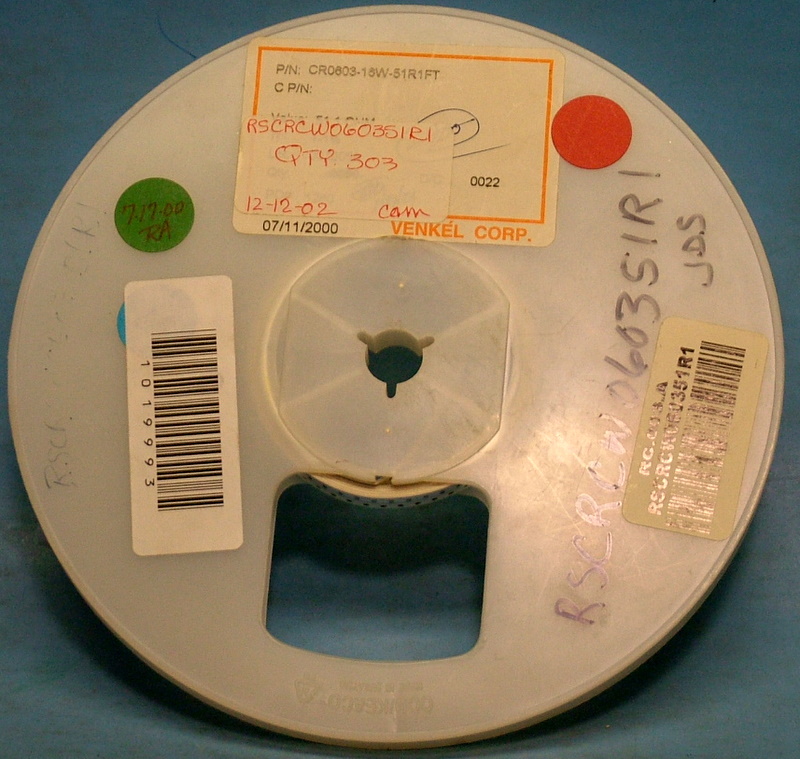 P/N: CR0603-16W-51R1FT
C P/N:
RSCRCW060351R1
QTY 303
0022
12-12-02 cam
07/11/2000 VENKEL CORP.
7-17-00
RA
1019993
RSCRCW060351R1
JDS
RSCRCW060351R1